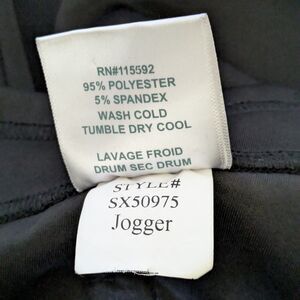 RN#115592
95% POLYESTER
5% SPANDEX
WASH COLD
TUMBLE DRY COOL
LAVAGE FROID
DRUM SEC DRUM
STYLE#
SX50975
Jogger